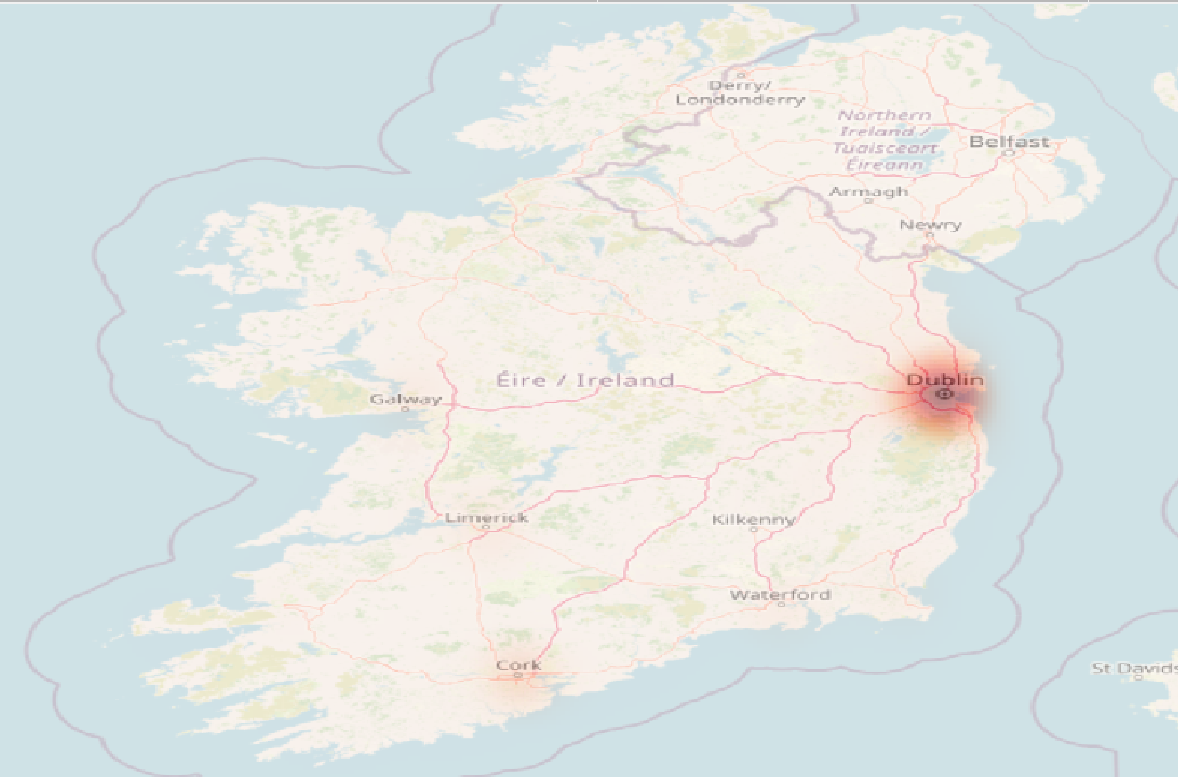 Derry/
Londonderry
Northern
Ireland /
Tuaisceart
Éireann
Belfast
Armagh
Newry
Dublin
Éire / Ireland
Galway
Limerick
Kilkenny
Waterford
Cork
St Davids